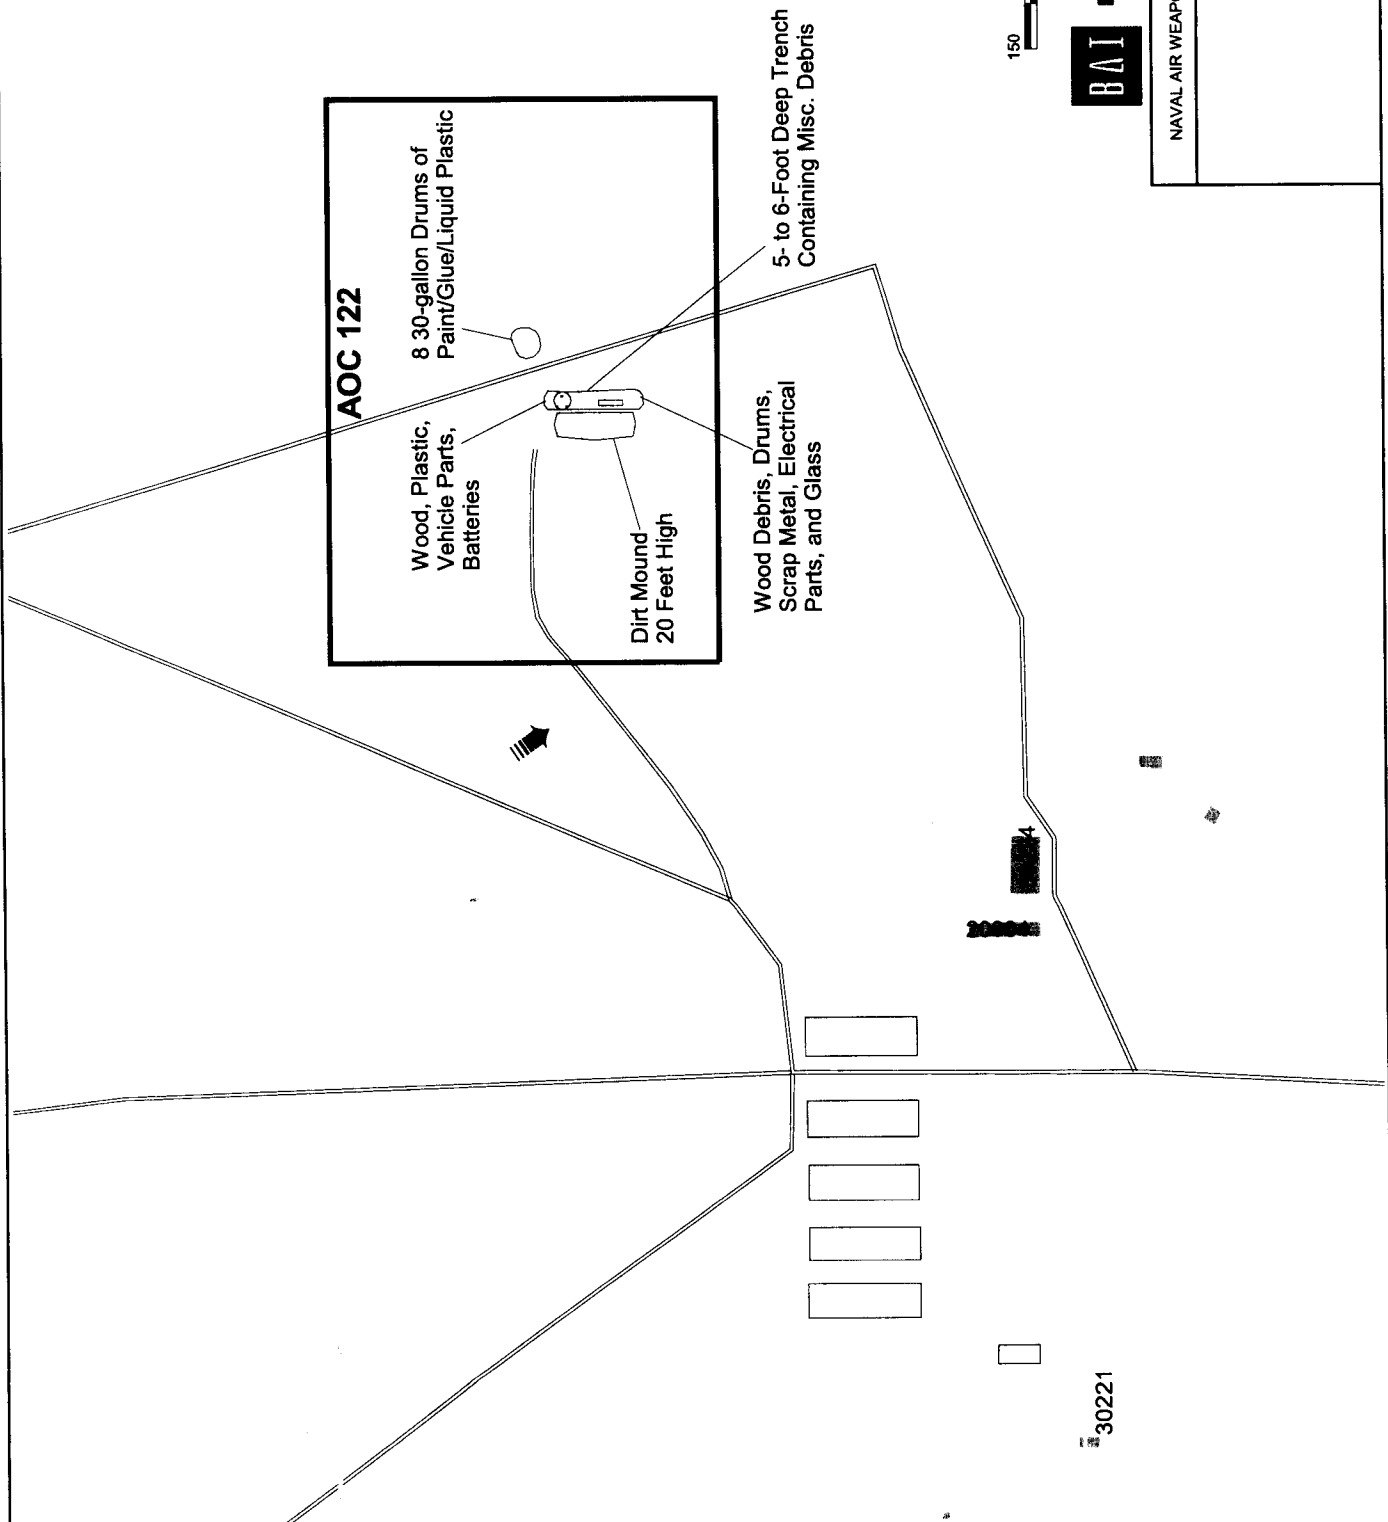 AOC 122
8 30-gallon Drums of
Paint/Glue/Liquid Plastic
Wood, Plastic,
Vehicle Parts,
Batteries
Dirt Mound
20 Feet High
5- to 6-Foot Deep Trench
Containing Misc. Debris
Wood Debris, Drums,
Scrap Metal, Electrical
Parts, and Glass
30221
150
BAI
NAVAL AIR